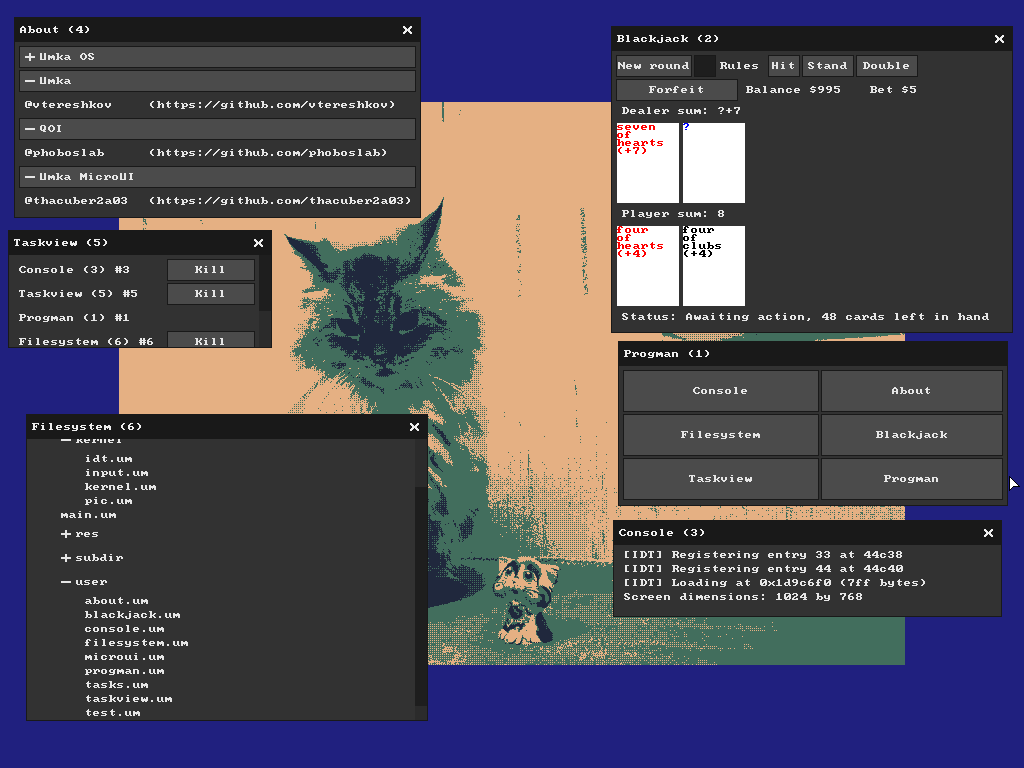 About (4)
Umka OS
Umka
@vtereshkov (https://github.com/vtereshkov)
QOI
@phoboslab (https://github.com/phoboslab)
Umka MicroUI
@thacuber2a03 (https://github.com/thacuber2a03)
Taskview (5)
Console (3) #3 Kill
Taskview (5) #5 Kill
Progman (1) #1
Filesystem (6) #6 Kill
Filesystem (6)
kernel
idt.um
input.um
kernel.um
pic.um
main.um
res
subdir
user
about.um
blackjack.um
console.um
filesystem.um
microui.um
progman.um
tasks.um
taskview.um
test.um
Blackjack (2)
New round Rules Hit Stand Double
Forfeit Balance $995 Bet $5
Dealer sum: ?+7
seven ?
of
hearts
(+7)
Player sum: 8
four four
of of
hearts clubs
(+4) (+4)
Status: Awaiting action, 48 cards left in hand
Progman (1)
Console About
Filesystem Blackjack
Taskview Progman
Console (3)
[IDT] Registering entry 33 at 44c38
[IDT] Registering entry 44 at 44c40
[IDT] Loading at 0x1d9c6f0 (7ff bytes)
Screen dimensions: 1024 by 768